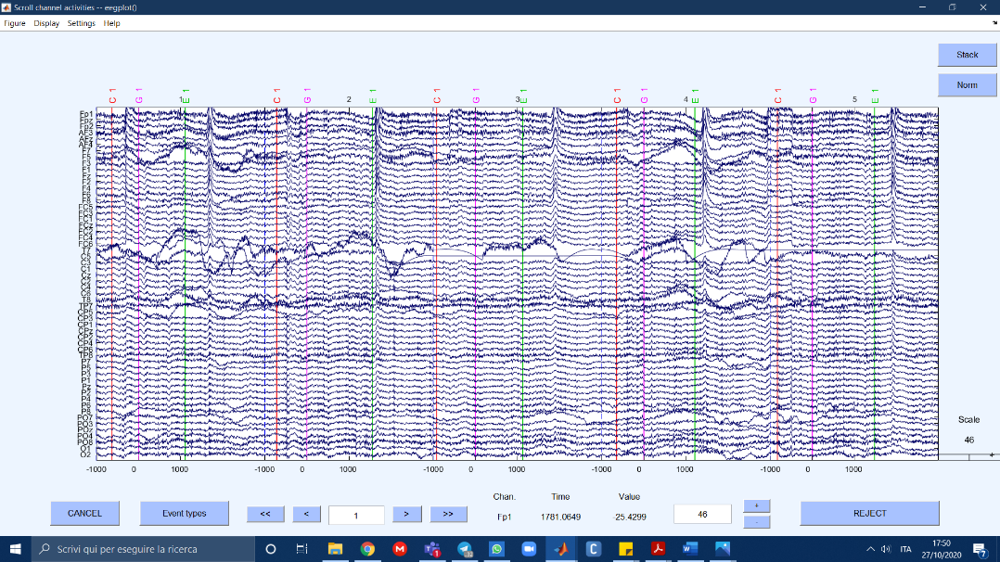 Scroll channel activities -- eegplot()
Figure Display Settings Help
Stack
Norm
C 1 G 1 1 E 1 C 1 G 1 2 E 1 C 1 G 1 3 E 1 C 1 G 1 4 E 1 C 1 G 1 5 E 1
Fp1
Fpz
Fp2
AF3
AF4
F5
F3
F1
Fz
F2
F4
F6
F8
FC5
FC3
FC1
FCz
FC2
FC4
FC6
T7
C5
C3
C1
Cz
C2
C4
C6
T8
TP7
CP5
CP3
CP1
CPz
CP2
CP4
CP6
TP8
P7
P5
P3
P1
Pz
P2
P4
P6
P8
PO7
PO3
POz
PO4
PO8
O1
O2
-1000 0 1000 -1000 0 1000 -1000 0 1000 -1000 0 1000 -1000 0 1000
Scale
46
+
-
Chan. Time Value
CANCEL Event types << < 1 > >> Fp1 1781.0649 -25.4299 46 + - REJECT
Scrivi qui per eseguire la ricerca
ITA
17:50
27/10/2020